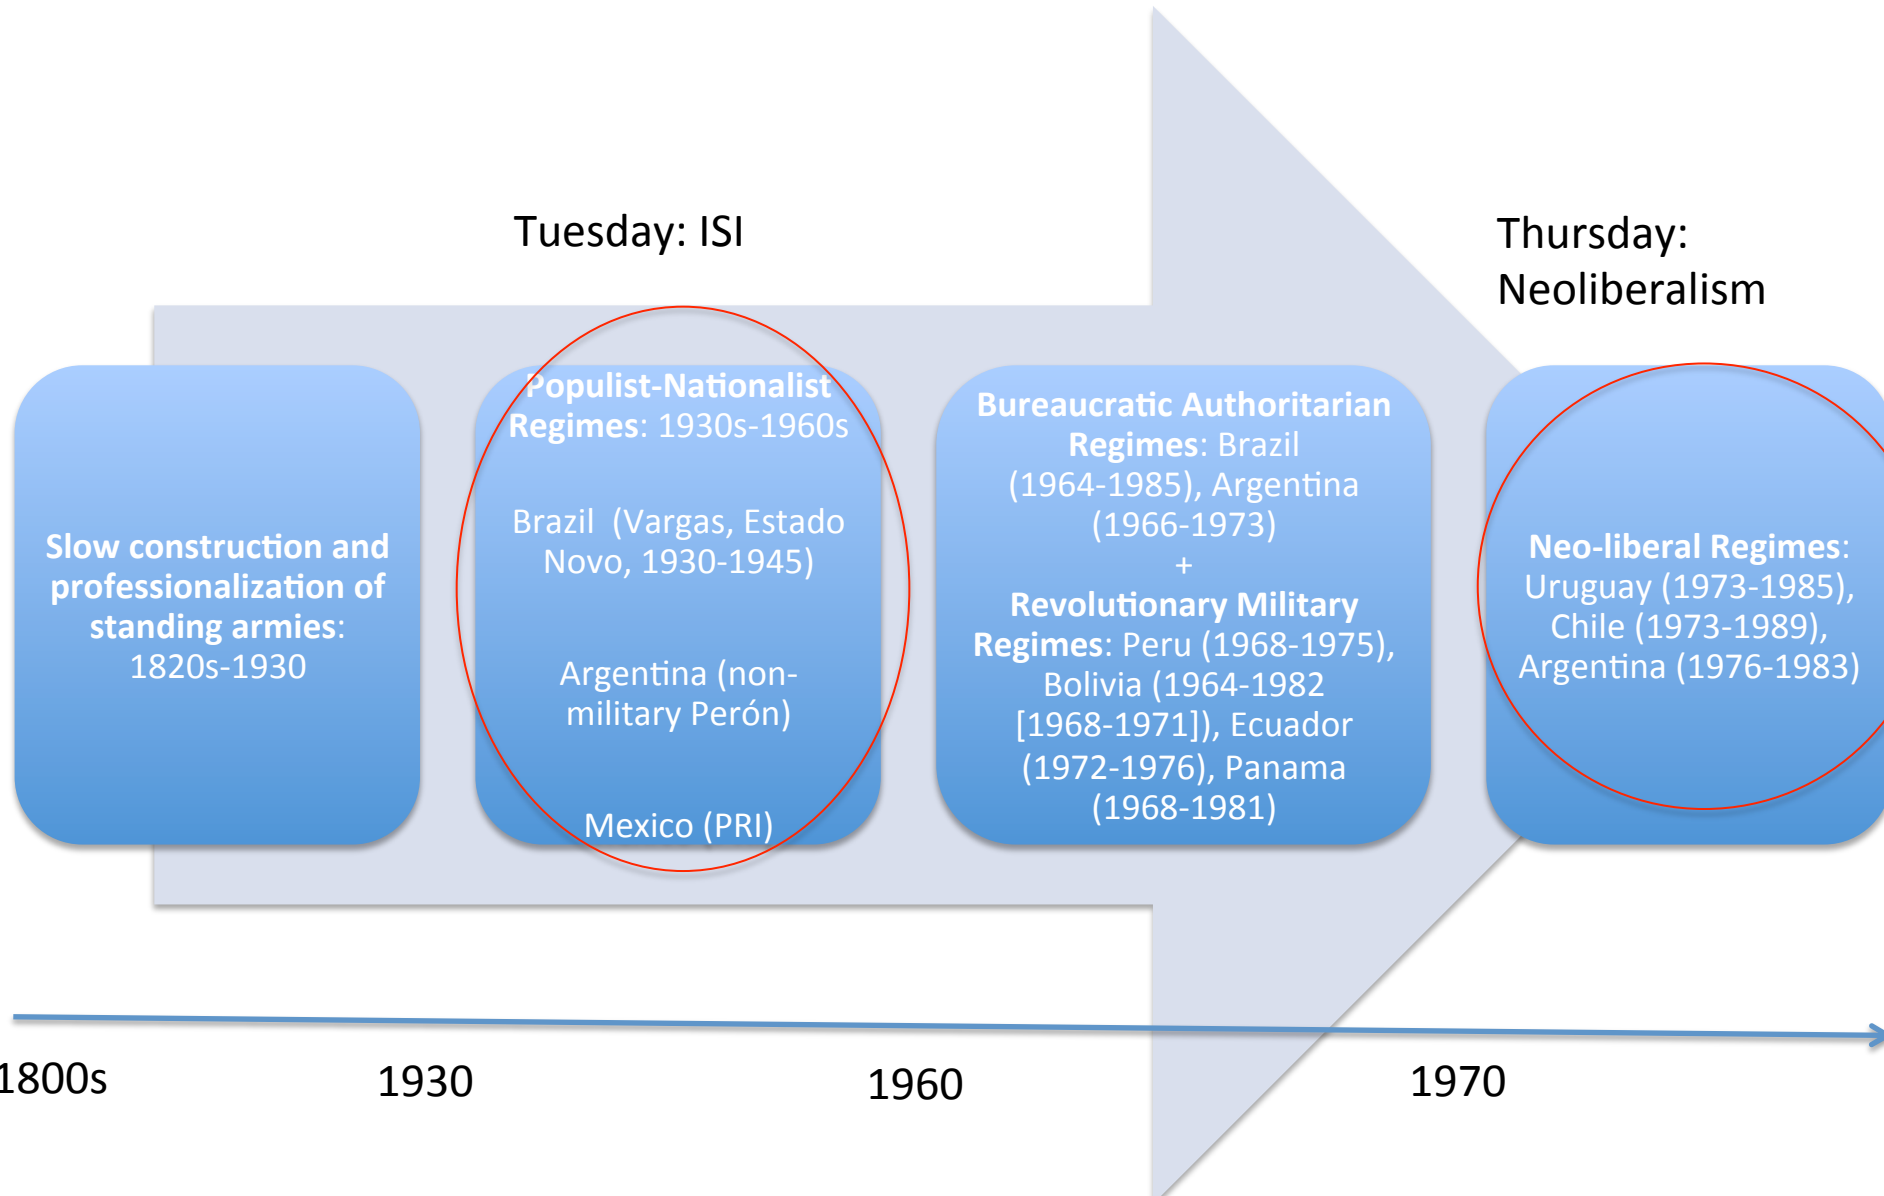 Tuesday: ISI
Thursday:
Neoliberalism
Slow construction and
professionalization of
standing armies:
1820s-1930
Populist-Nationalist
Regimes: 1930s-1960s
Brazil  (Vargas, Estado
Novo, 1930-1945)
Argentina (non-
military Perón)
Mexico (PRI)
Bureaucratic Authoritarian
Regimes: Brazil
(1964-1985), Argentina
(1966-1973)
+
Revolutionary Military
Regimes: Peru (1968-1975),
Bolivia (1964-1982
[1968-1971]), Ecuador
(1972-1976), Panama
(1968-1981)
Neo-liberal Regimes:
Uruguay (1973-1985),
Chile (1973-1989),
Argentina (1976-1983)
1800s
1930
1960
1970